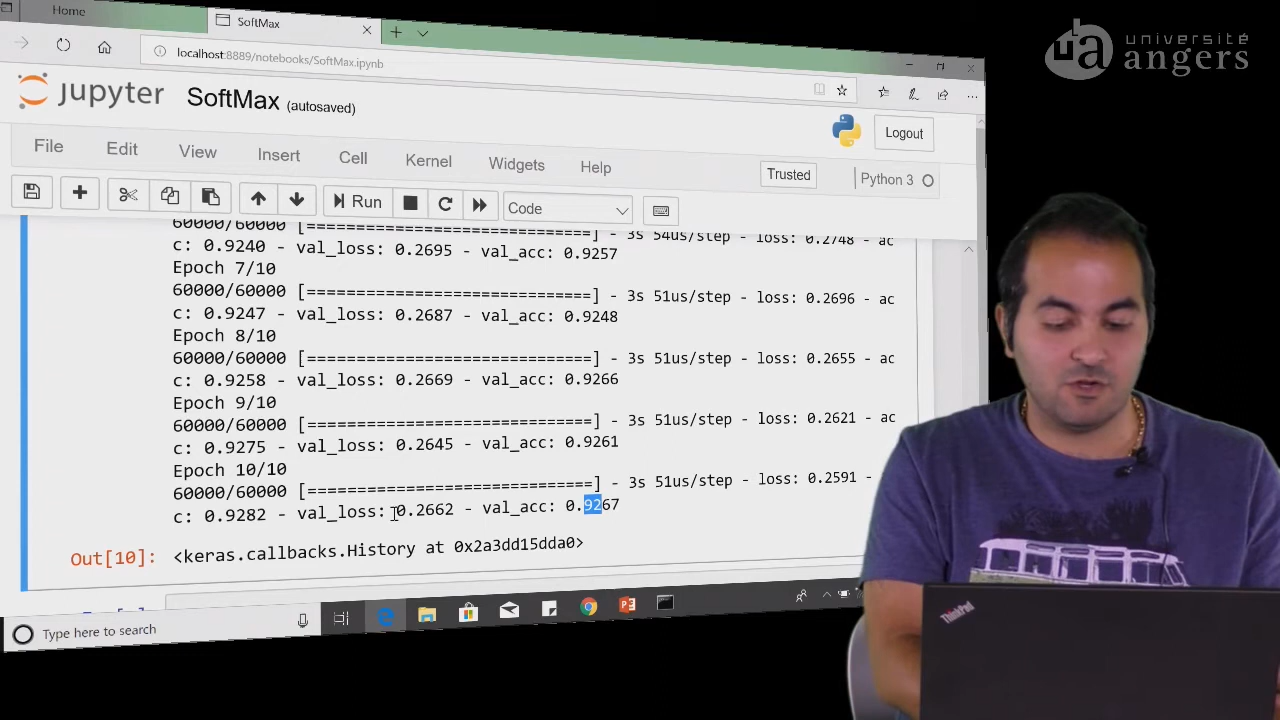 Home
SoftMax
localhost:8889/notebooks/SoftMax.ipynb
université
angers
jupyter SoftMax (autosaved)
Logout
File Edit View Insert Cell Kernel Widgets Help
Trusted
Python 3
Run
Code
60000/60000 [==============================] - 3s 54us/step - loss: 0.2748 - ac
c: 0.9240 - val_loss: 0.2695 - val_acc: 0.9257
Epoch 7/10
60000/60000 [==============================] - 3s 51us/step - loss: 0.2696 - ac
c: 0.9247 - val_loss: 0.2687 - val_acc: 0.9248
Epoch 8/10
60000/60000 [==============================] - 3s 51us/step - loss: 0.2655 - ac
c: 0.9258 - val_loss: 0.2669 - val_acc: 0.9266
Epoch 9/10
60000/60000 [==============================] - 3s 51us/step - loss: 0.2621 - ac
c: 0.9275 - val_loss: 0.2645 - val_acc: 0.9261
Epoch 10/10
60000/60000 [==============================] - 3s 51us/step - loss: 0.2591 -
c: 0.9282 - val_loss: 0.2662 - val_acc: 0.9267
Out[10]: <keras.callbacks.History at 0x2a3dd15dda0>
Type here to search
ThinkPad